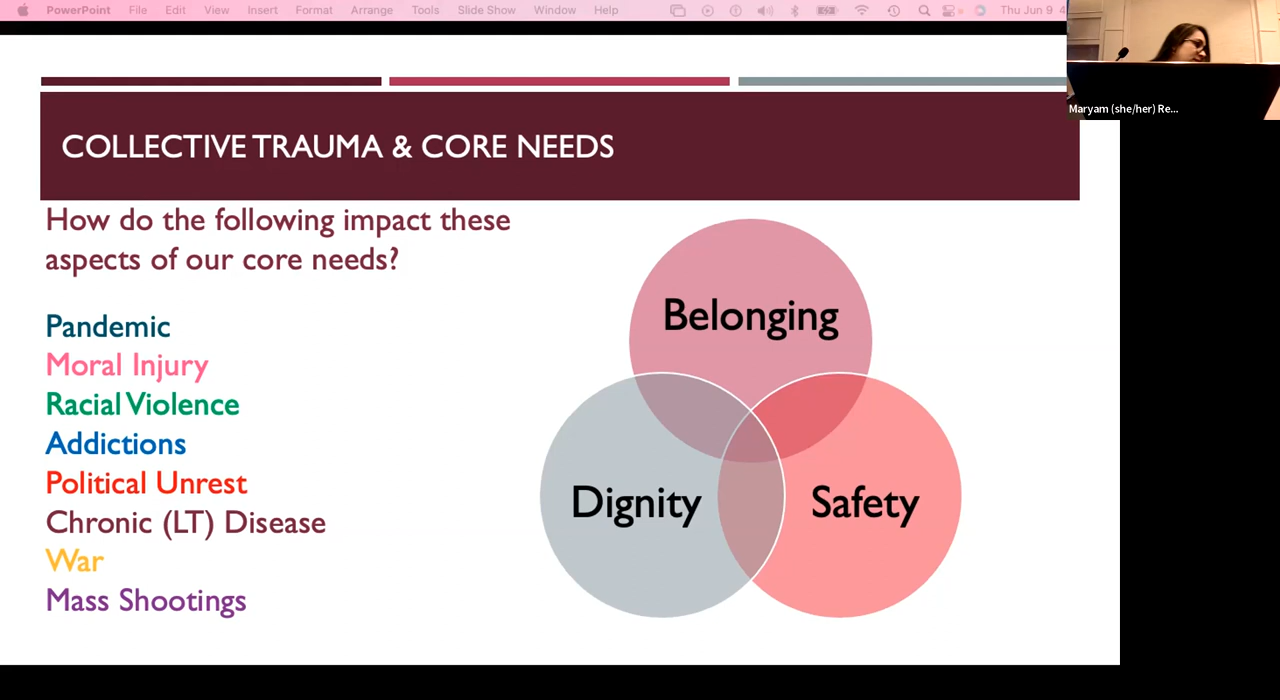 PowerPoint File Edit View Insert Format Arrange Tools Slide Show Window Help Thu Jun 9 4
Maryam (she/her) Re...
COLLECTIVE TRAUMA & CORE NEEDS
How do the following impact these
aspects of our core needs?
Pandemic
Moral Injury
Racial Violence
Addictions
Political Unrest
Chronic (LT) Disease
War
Mass Shootings
Belonging
Dignity
Safety